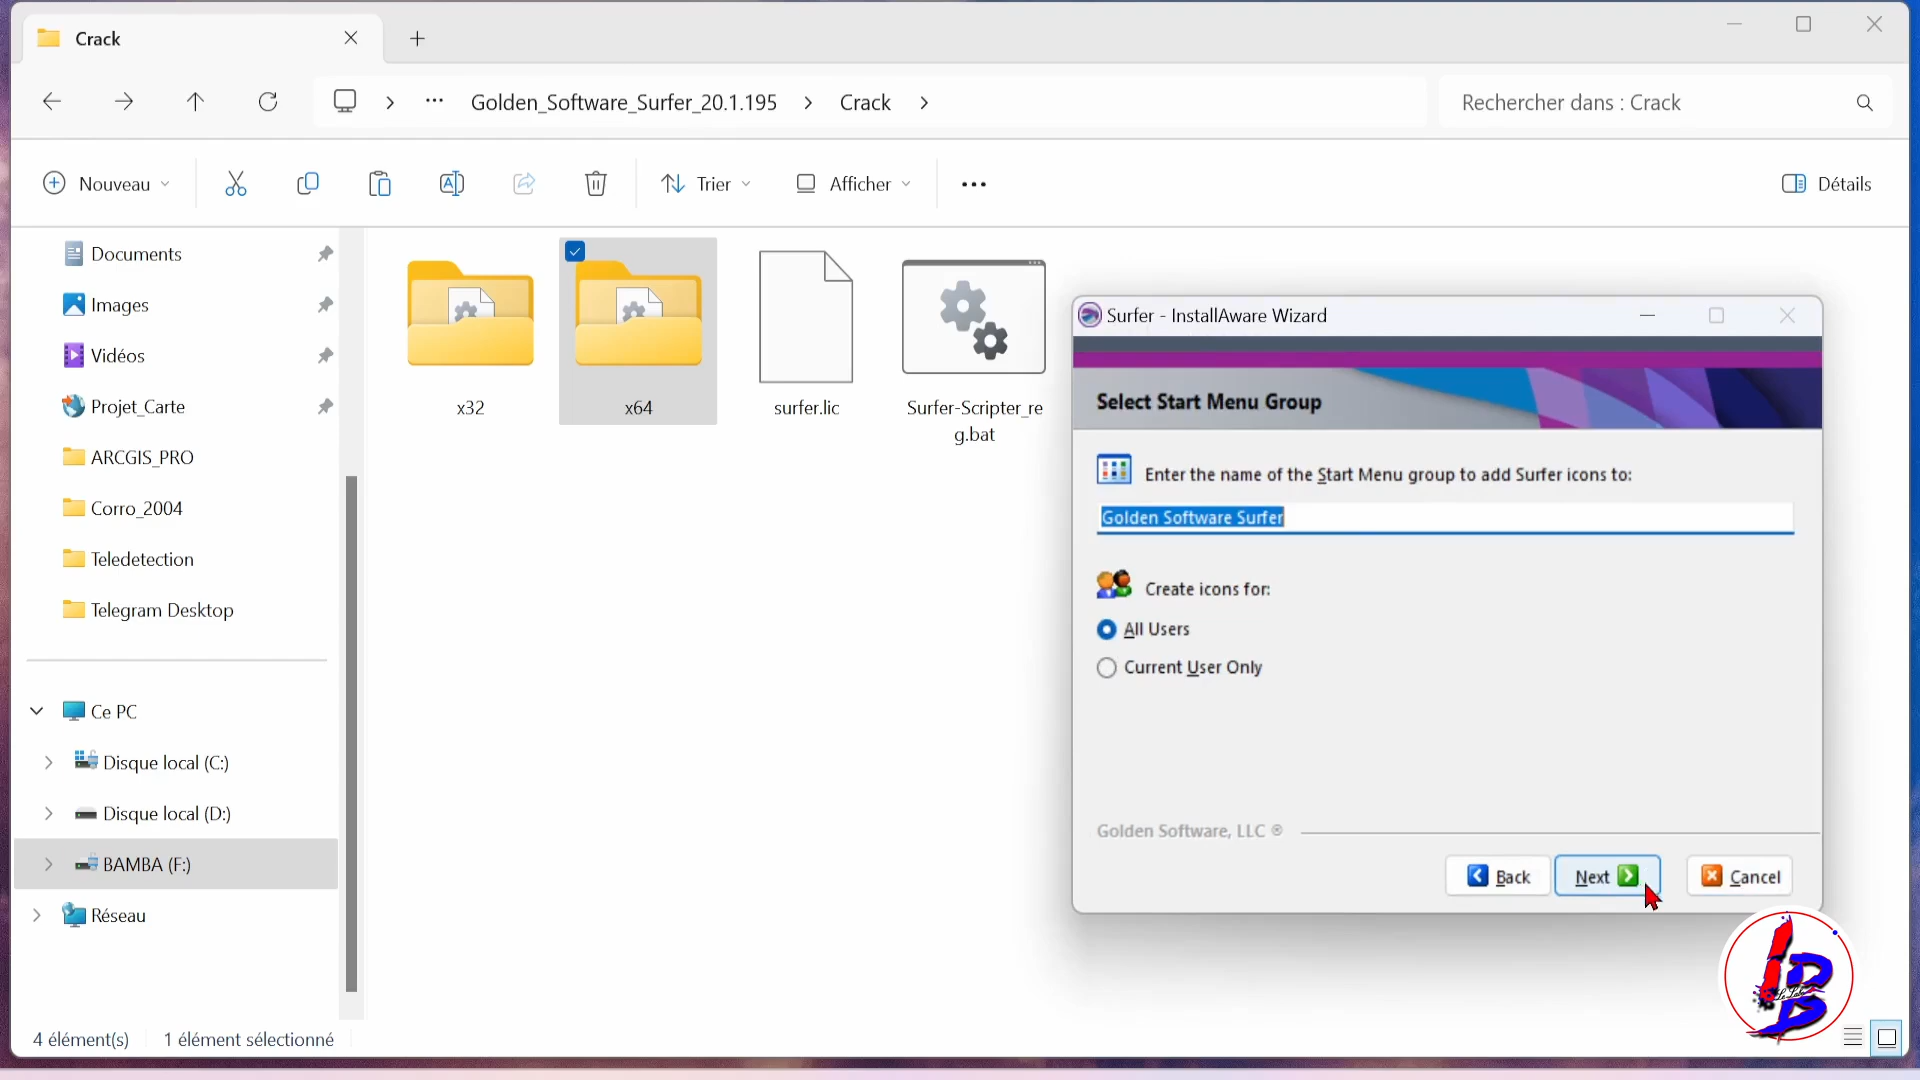 Crack
Golden_Software_Surfer_20.1.195
Crack
Rechercher dans : Crack
Nouveau
Trier
Afficher
Détails
Documents
Images
Vidéos
Projet_Carte
ARCGIS_PRO
Corro_2004
Teledetection
Telegram Desktop
Ce PC
Disque local (C:)
Disque local (D:)
BAMBA (F:)
Réseau
x32
x64
surfer.lic
Surfer-Scripter_re
g.bat
Surfer - InstallAware Wizard
Select Start Menu Group
Enter the name of the Start Menu group to add Surfer icons to:
Golden Software Surfer
Create icons for:
All Users
Current User Only
Golden Software, LLC ®
Back
Next
Cancel
4 élément(s)
1 élément sélectionné